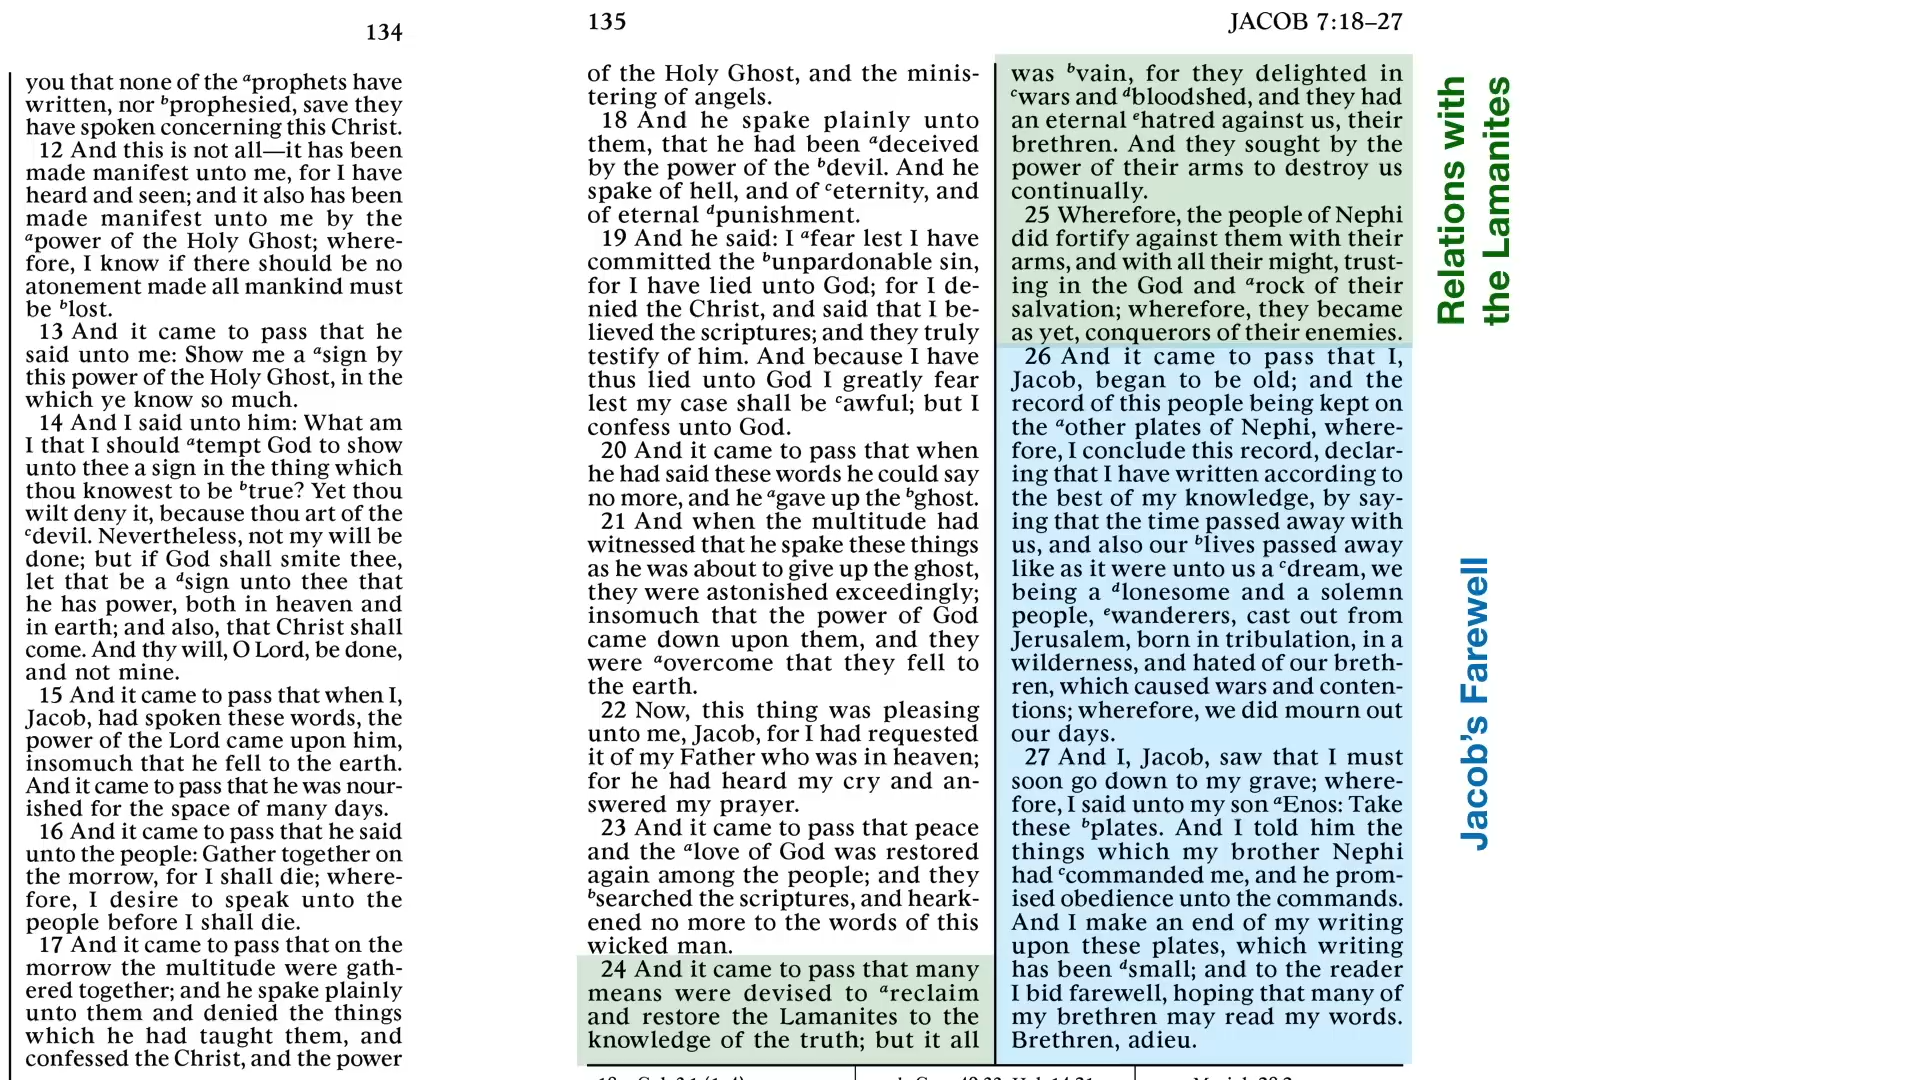 134
you that none of the aprophets have
written, nor bprophesied, save they
have spoken concerning this Christ.
12 And this is not all—it has been
made manifest unto me, for I have
heard and seen; and it also has been
made manifest unto me by the
apower of the Holy Ghost; where-
fore, I know if there should be no
atonement made all mankind must
be blost.
13 And it came to pass that he
said unto me: Show me a asign by
this power of the Holy Ghost, in the
which ye know so much.
14 And I said unto him: What am
I that I should atempt God to show
unto thee a sign in the thing which
thou knowest to be btrue? Yet thou
wilt deny it, because thou art of the
cdevil. Nevertheless, not my will be
done; but if God shall smite thee,
let that be a dsign unto thee that
he has power, both in heaven and
in earth; and also, that Christ shall
come. And thy will, O Lord, be done,
and not mine.
15 And it came to pass that when I,
Jacob, had spoken these words, the
power of the Lord came upon him,
insomuch that he fell to the earth.
And it came to pass that he was nour-
ished for the space of many days.
16 And it came to pass that he said
unto the people: Gather together on
the morrow, for I shall die; where-
fore, I desire to speak unto the
people before I shall die.
17 And it came to pass that on the
morrow the multitude were gath-
ered together; and he spake plainly
unto them and denied the things
which he had taught them, and
confessed the Christ, and the power
135
JACOB 7:18–27
of the Holy Ghost, and the minis-
tering of angels.
18 And he spake plainly unto
them, that he had been adeceived
by the power of the bdevil. And he
spake of hell, and of ceternity, and
of eternal dpunishment.
19 And he said: I afear lest I have
committed the bunpardonable sin,
for I have lied unto God; for I de-
nied the Christ, and said that I be-
lieved the scriptures; and they truly
testify of him. And because I have
thus lied unto God I greatly fear
lest my case shall be cawful; but I
confess unto God.
20 And it came to pass that when
he had said these words he could say
no more, and he agave up the bghost.
21 And when the multitude had
witnessed that he spake these things
as he was about to give up the ghost,
they were astonished exceedingly;
insomuch that the power of God
came down upon them, and they
were aovercome that they fell to
the earth.
22 Now, this thing was pleasing
unto me, Jacob, for I had requested
it of my Father who was in heaven;
for he had heard my cry and an-
swered my prayer.
23 And it came to pass that peace
and the alove of God was restored
again among the people; and they
bsearched the scriptures, and heark-
ened no more to the words of this
wicked man.
24 And it came to pass that many
means were devised to areclaim
and restore the Lamanites to the
knowledge of the truth; but it all
was bvain, for they delighted in
cwars and dbloodshed, and they had
an eternal ehatred against us, their
brethren. And they sought by the
power of their arms to destroy us
continually.
25 Wherefore, the people of Nephi
did fortify against them with their
arms, and with all their might, trust-
ing in the God and arock of their
salvation; wherefore, they became
as yet, conquerors of their enemies.
26 And it came to pass that I,
Jacob, began to be old; and the
record of this people being kept on
the aother plates of Nephi, where-
fore, I conclude this record, declar-
ing that I have written according to
the best of my knowledge, by say-
ing that the time passed away with
us, and also our blives passed away
like as it were unto us a cdream, we
being a dlonesome and a solemn
people, ewanderers, cast out from
Jerusalem, born in tribulation, in a
wilderness, and hated of our breth-
ren, which caused wars and conten-
tions; wherefore, we did mourn out
our days.
27 And I, Jacob, saw that I must
soon go down to my grave; where-
fore, I said unto my son aEnos: Take
these bplates. And I told him the
things which my brother Nephi
had ccommanded me, and he prom-
ised obedience unto the commands.
And I make an end of my writing
upon these plates, which writing
has been dsmall; and to the reader
I bid farewell, hoping that many of
my brethren may read my words.
Brethren, adieu.
Relations with
the Lamanites
Jacob's Farewell